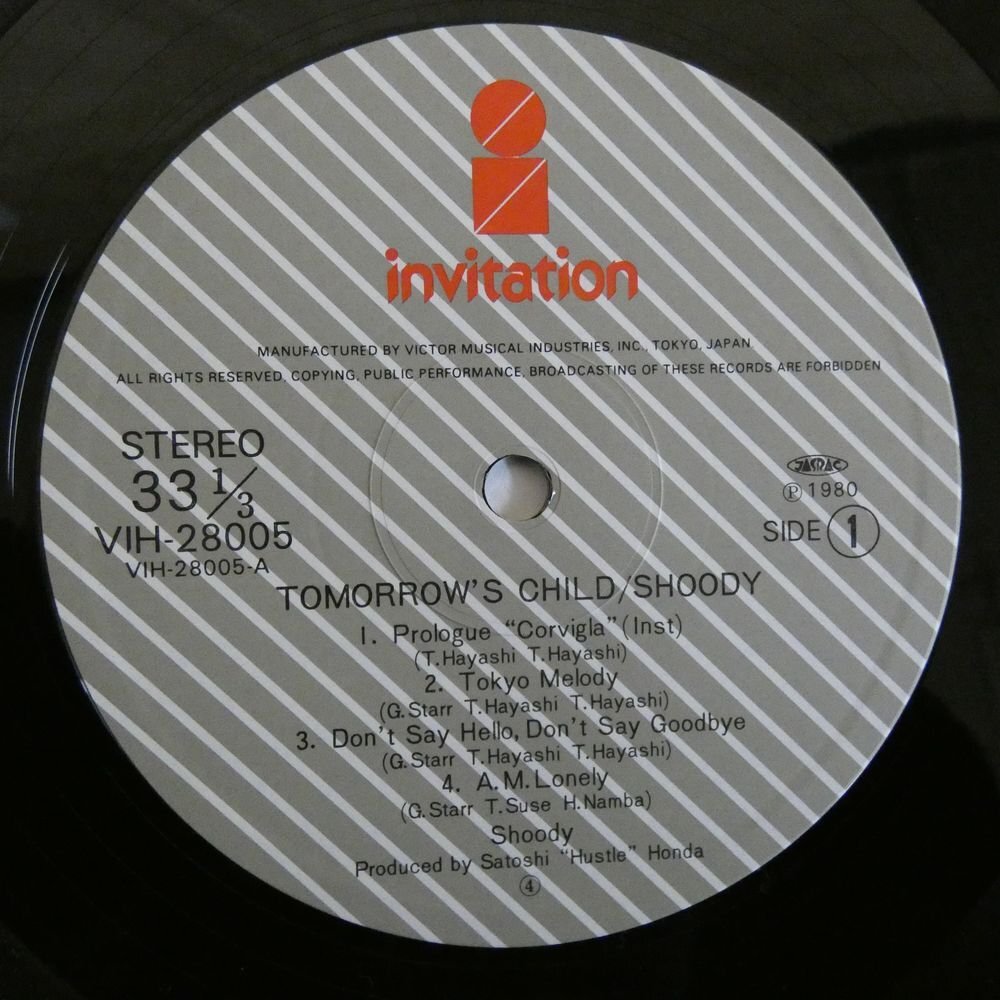 invitation
MANUFACTURED BY VICTOR MUSICAL INDUSTRIES, INC., TOKYO, JAPAN
ALL RIGHTS RESERVED, COPYING, PUBLIC PERFORMANCE, BROADCASTING OF THESE RECORDS ARE FORBIDDEN
STEREO
33 1/3
VIH-28005
VIH-28005-A
JASRAC
Ⓟ 1980
SIDE ①
TOMORROW'S CHILD/SHOODY
1. Prologue "Corvigla" (Inst)
(T.Hayashi T.Hayashi)
2. Tokyo Melody
(G.Starr T.Hayashi T.Hayashi)
3. Don't Say Hello, Don't Say Goodbye
(G.Starr T.Hayashi T.Hayashi)
4. A.M.Lonely
(G.Starr T.Suse H.Namba)
Shoody
Produced by Satoshi "Hustle" Honda
④